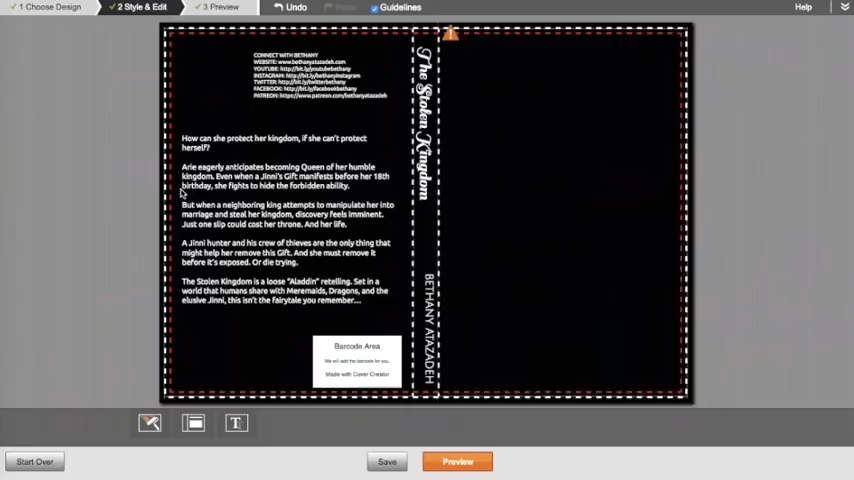 1 Choose Design
2 Style & Edit
3 Preview
Undo
Guidelines
Help
CONNECT WITH BETHANY
WEBSITE: www.bethanyatazadeh.com
YOUTUBE: http://bit.ly/youtubebethany
INSTAGRAM: http://bit.ly/bethanyinstagram
TWITTER: http://bit.ly/twitterbethany
FACEBOOK: http://bit.ly/facebookbethany
PATREON: https://www.patreon.com/bethanyatazadeh
How can she protect her kingdom, if she can't protect
herself?
Arie eagerly anticipates becoming Queen of her humble
kingdom. Even when a Jinni's Gift manifests before her 18th
birthday, she fights to hide the forbidden ability.
But when a neighboring king attempts to manipulate her into
marriage and steal her kingdom, discovery feels imminent.
Just one slip could cost her throne. And her life.
A Jinni hunter and his crew of thieves are the only thing that
might help her remove this Gift. And she must remove it
before it's exposed. Or die trying.
The Stolen Kingdom is a loose "Aladdin" retelling. Set in a
world that humans share with Meremaids, Dragons, and the
elusive Jinni, this isn't the fairytale you remember...
Barcode Area
We will add the barcode for you.
Made with Cover Creator
The Stolen Kingdom
BETHANY ATAZADEH
T
Start Over
Save
Preview